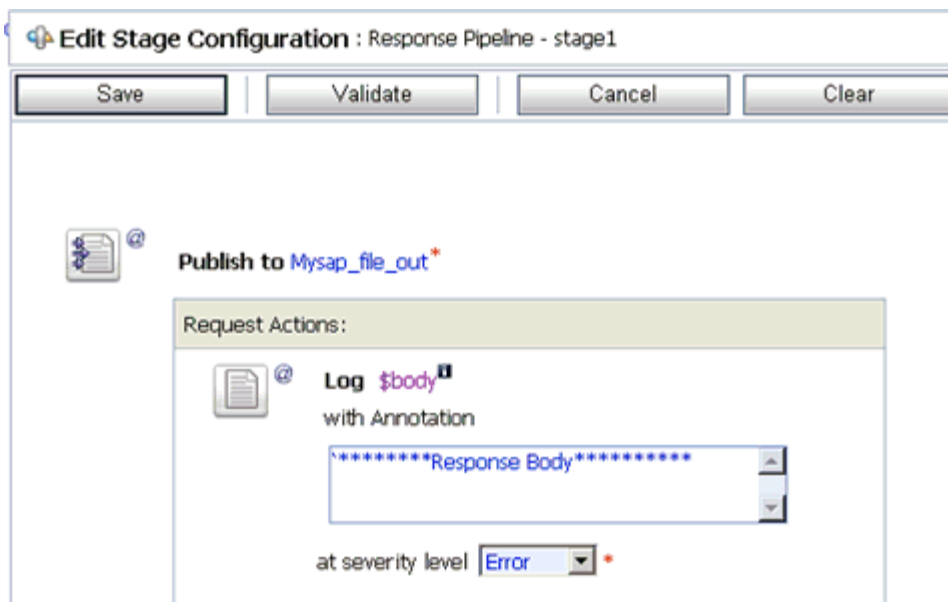 Edit Stage Configuration : Response Pipeline - stage1
Save Validate Cancel Clear
@
Publish to Mysap_file_out*
Request Actions:
@ Log $body
with Annotation
`********Response Body**********
at severity level Error *